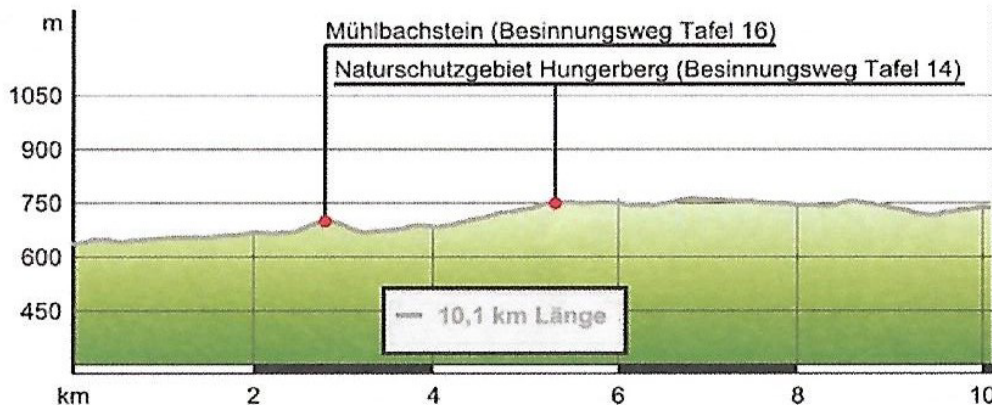 m
Mühlbachstein (Besinnungsweg Tafel 16)
Naturschutzgebiet Hungerberg (Besinnungsweg Tafel 14)
1050
900
750
600
450
10,1 km Länge
km 2 4 6 8 10